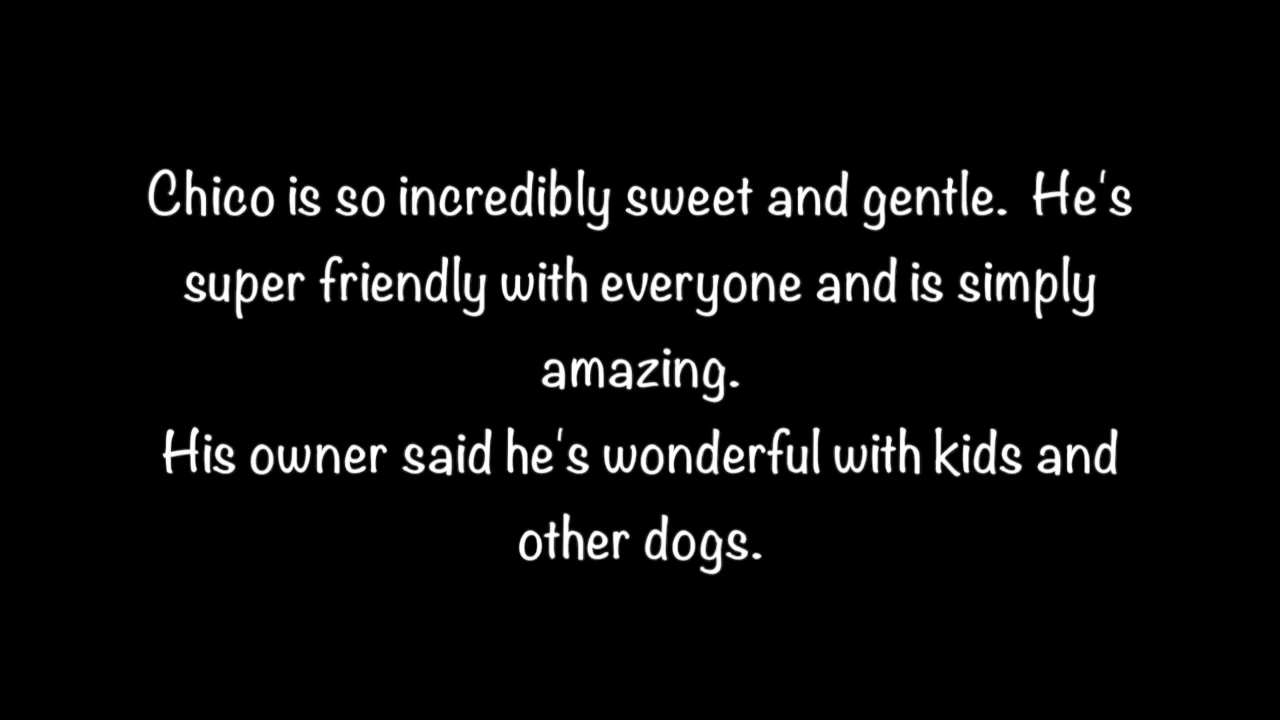 Chico is so incredibly sweet and gentle.  He's
super friendly with everyone and is simply
amazing.
His owner said he's wonderful with kids and
other dogs.